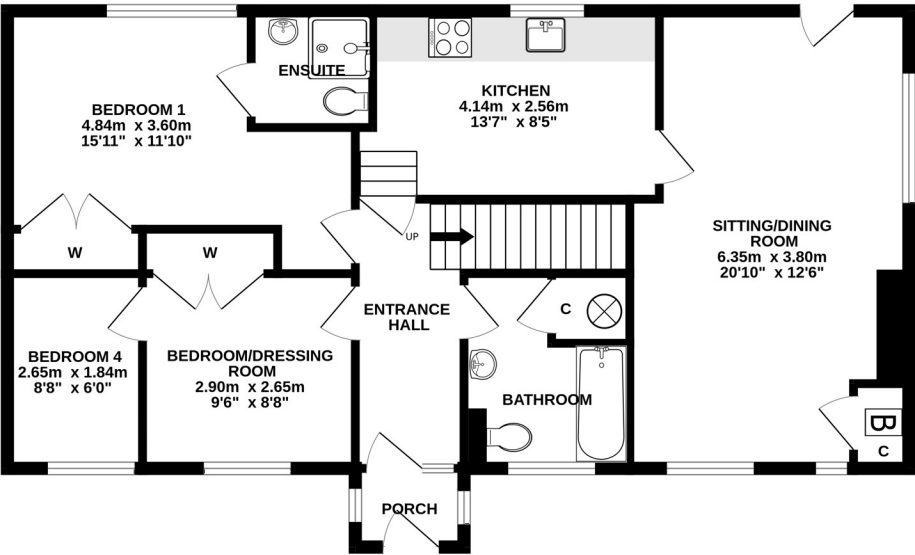 ENSUITE
BEDROOM 1
4.84m x 3.60m
15'11" x 11'10"
KITCHEN
4.14m x 2.56m
13'7" x 8'5"
SITTING/DINING
ROOM
6.35m x 3.80m
20'10" x 12'6"
W
W
UP
ENTRANCE
HALL
C
BEDROOM 4
2.65m x 1.84m
8'8" x 6'0"
BEDROOM/DRESSING
ROOM
2.90m x 2.65m
9'6" x 8'8"
BATHROOM
B
C
PORCH